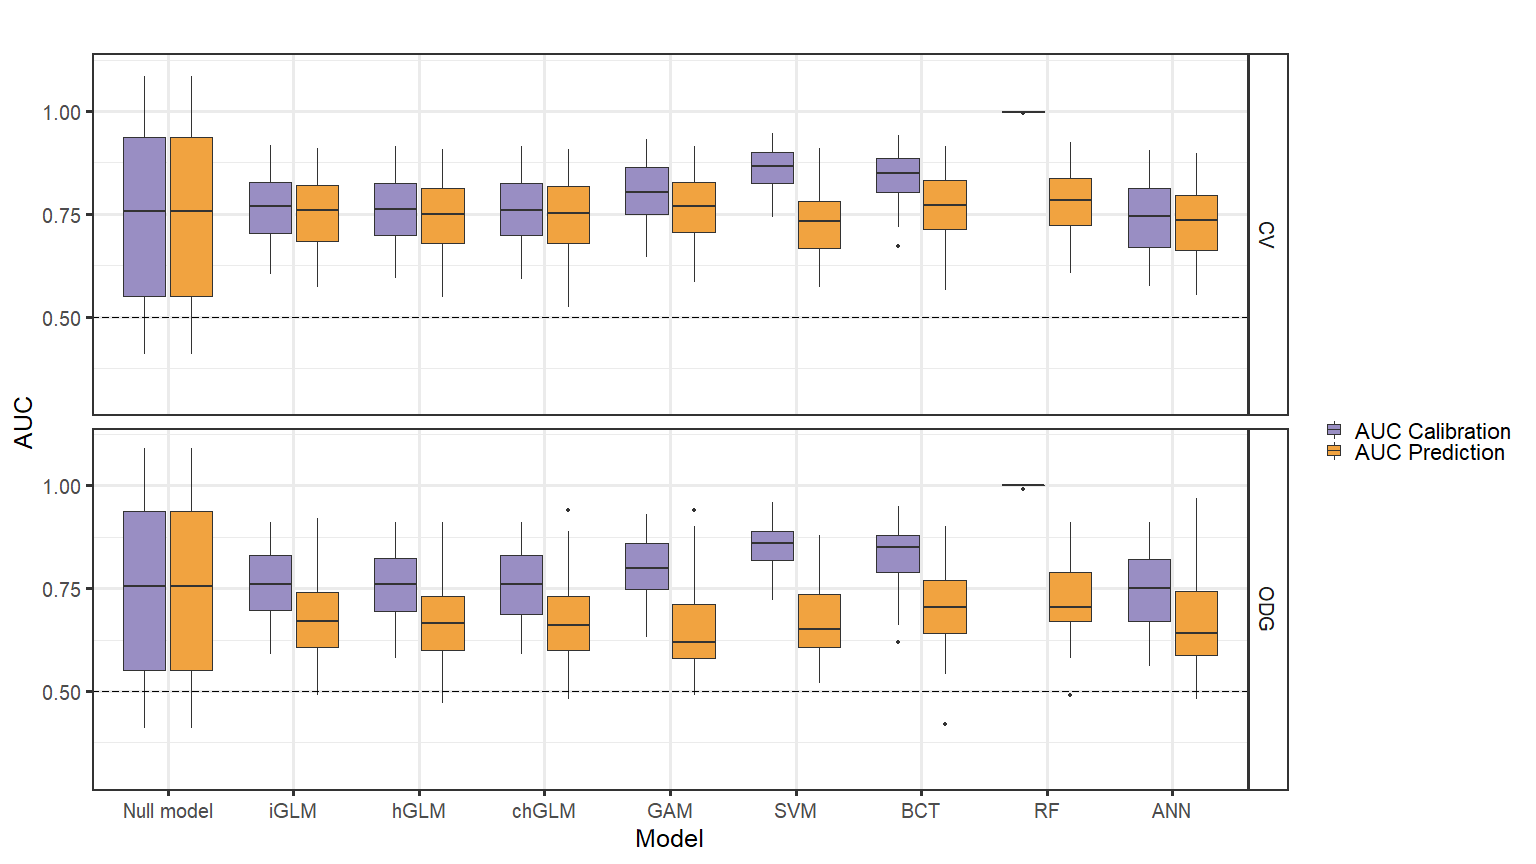 AUC
1.00
0.75
0.50
CV
1.00
0.75
0.50
ODG
Null model iGLM hGLM chGLM GAM SVM BCT RF ANN
Model
AUC Calibration
AUC Prediction